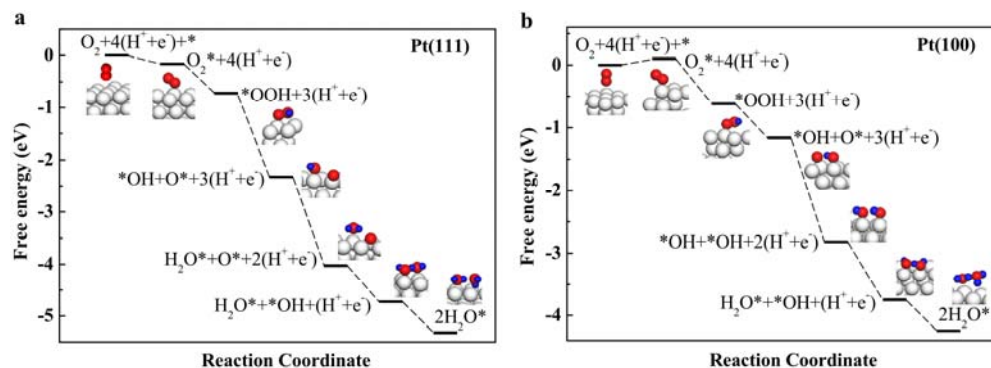 a
Pt(111)
O₂+4(H⁺+e⁻)+*
O₂*+4(H⁺+e⁻)
*OOH+3(H⁺+e⁻)
*OH+O*+3(H⁺+e⁻)
H₂O*+O*+2(H⁺+e⁻)
H₂O*+*OH+(H⁺+e⁻)
2H₂O*
0
-1
-2
-3
-4
-5
Free energy (eV)
Reaction Coordinate
b
Pt(100)
O₂+4(H⁺+e⁻)+*
O₂*+4(H⁺+e⁻)
*OOH+3(H⁺+e⁻)
*OH+O*+3(H⁺+e⁻)
*OH+*OH+2(H⁺+e⁻)
H₂O*+*OH+(H⁺+e⁻)
2H₂O*
0
-1
-2
-3
-4
Free energy (eV)
Reaction Coordinate